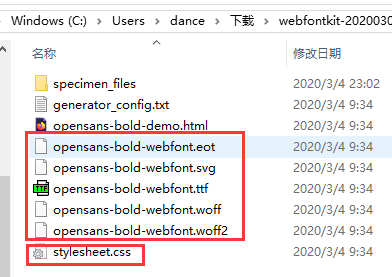 Windows (C:) > Users > dance > 下載 > webfontkit-2020030
名稱 修改日期
specimen_files 2020/3/4 23:02
generator_config.txt 2020/3/4 9:34
opensans-bold-demo.html 2020/3/4 9:34
opensans-bold-webfont.eot 2020/3/4 9:34
opensans-bold-webfont.svg 2020/3/4 9:34
TTF opensans-bold-webfont.ttf 2020/3/4 9:34
opensans-bold-webfont.woff 2020/3/4 9:34
opensans-bold-webfont.woff2 2020/3/4 9:34
stylesheet.css 2020/3/4 9:34